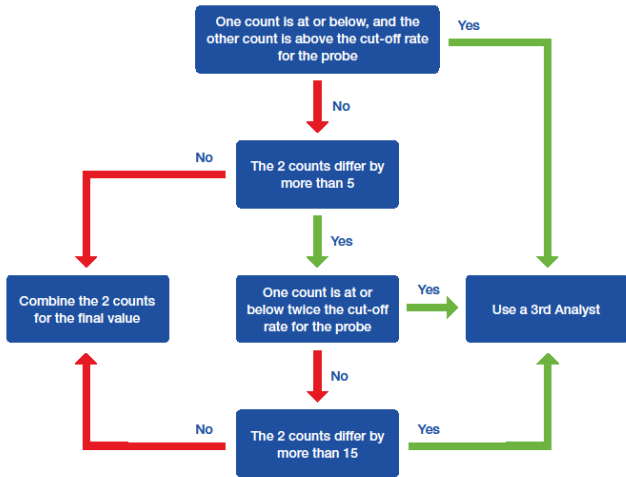 One count is at or below, and the
other count is above the cut-off rate
for the probe
Yes
No
No
The 2 counts differ by
more than 5
Yes
Combine the 2 counts
for the final value
One count is at or
below twice the cut-off
rate for the probe
Yes
Use a 3rd Analyst
No
No
The 2 counts differ by
more than 15
Yes